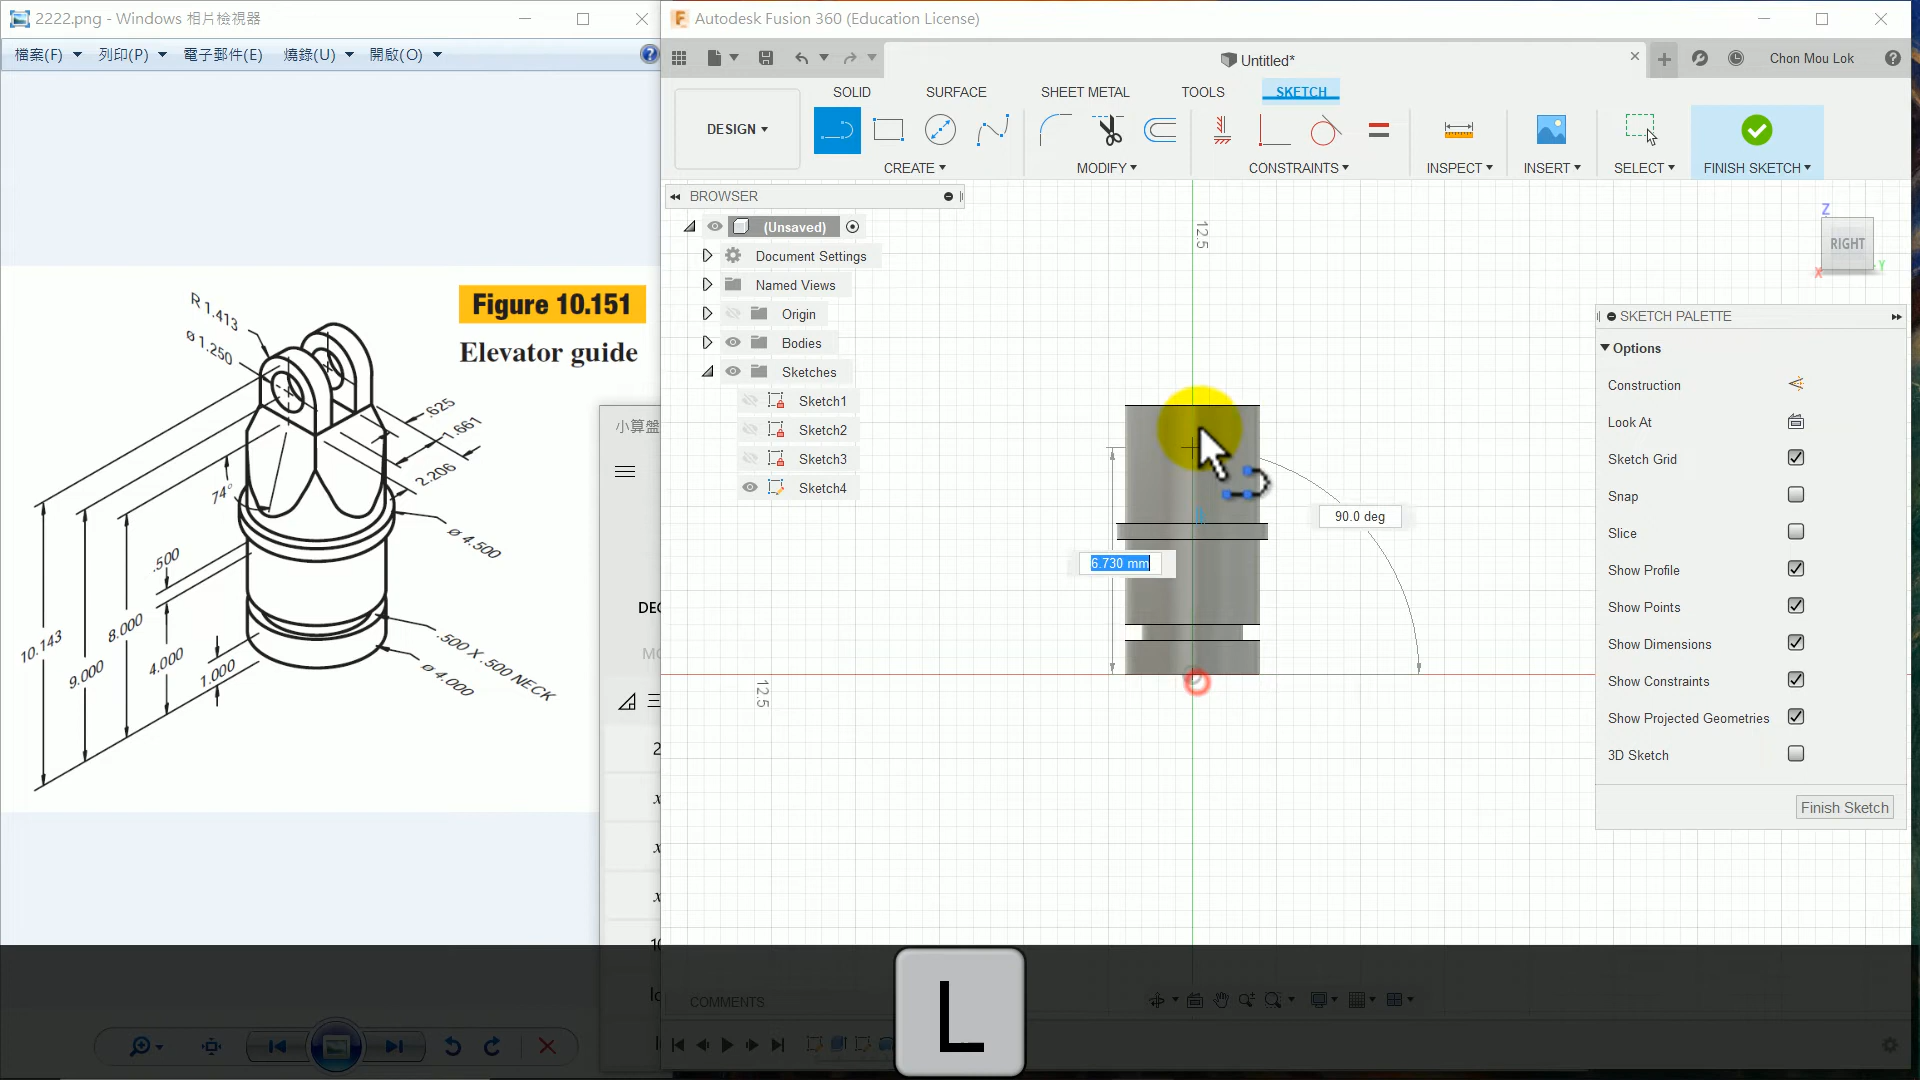 2222.png - Windows 相片檢視器
檔案(F) 列印(P) 電子郵件(E) 燒錄(U) 開啟(O)
Figure 10.151
Elevator guide
R 1.413
ø 1.250
.625
1.661
2.206
74°
ø 4.500
.500
10.143
9.000
8.000
4.000
1.000
.500 X .500 NECK
ø 4.000
小算盤
DEC
Autodesk Fusion 360 (Education License)
Untitled*
Chon Mou Lok
DESIGN
SOLID SURFACE SHEET METAL TOOLS SKETCH
CREATE MODIFY CONSTRAINTS INSPECT INSERT SELECT FINISH SKETCH
BROWSER
(Unsaved)
Document Settings
Named Views
Origin
Bodies
Sketches
Sketch1
Sketch2
Sketch3
Sketch4
12.5
12.5
90.0 deg
6.730 mm
Z
RIGHT
X
Y
SKETCH PALETTE
Options
Construction
Look At
Sketch Grid
Snap
Slice
Show Profile
Show Points
Show Dimensions
Show Constraints
Show Projected Geometries
3D Sketch
Finish Sketch
COMMENTS
L